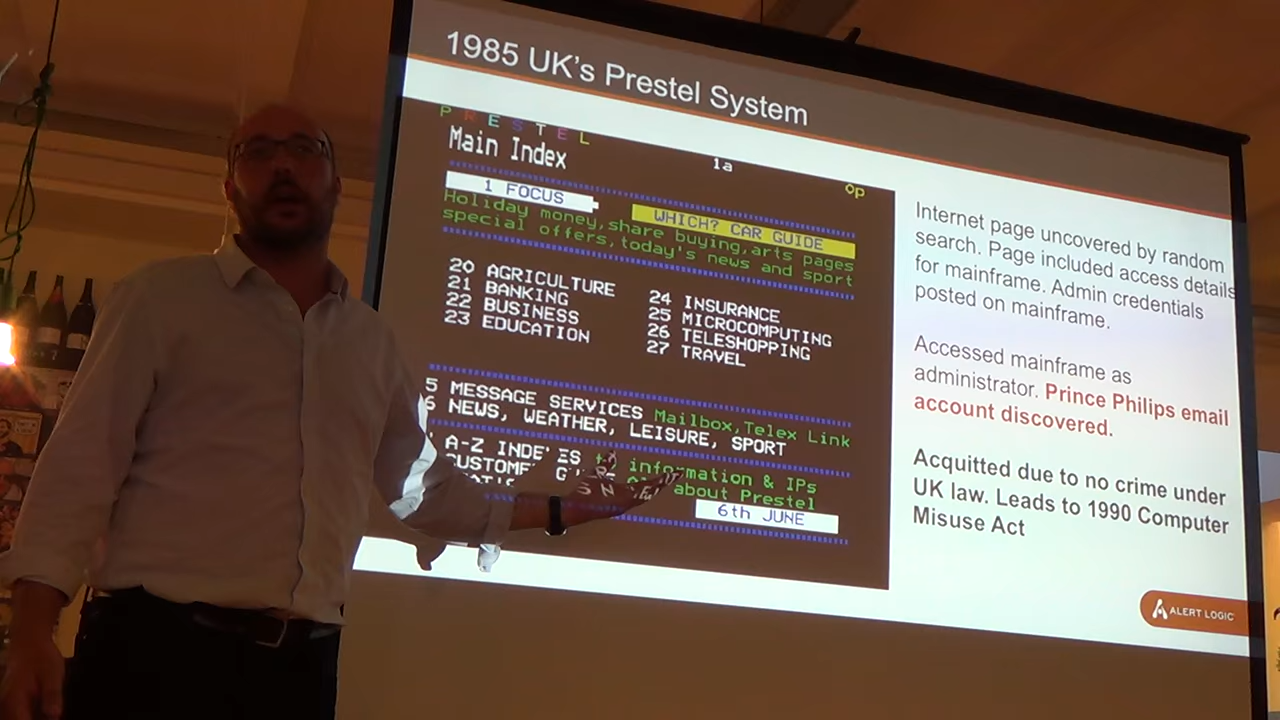 1985 UK's Prestel System
PRESTEL
Main Index
1a
0p
1 FOCUS
WHICH? CAR GUIDE
Holiday money,share buying,arts pages
special offers,today's news and sport
20 AGRICULTURE
21 BANKING
22 BUSINESS
23 EDUCATION
24 INSURANCE
25 MICROCOMPUTING
26 TELESHOPPING
27 TRAVEL
5 MESSAGE SERVICES Mailbox,Telex Link
6 NEWS, WEATHER, LEISURE, SPORT
A-Z INDEXES to information & IPs
about Prestel
6th JUNE
Internet page uncovered by random
search. Page included access details
for mainframe. Admin credentials
posted on mainframe.
Accessed mainframe as
administrator. Prince Philips email
account discovered.
Acquitted due to no crime under
UK law. Leads to 1990 Computer
Misuse Act
ALERT LOGIC